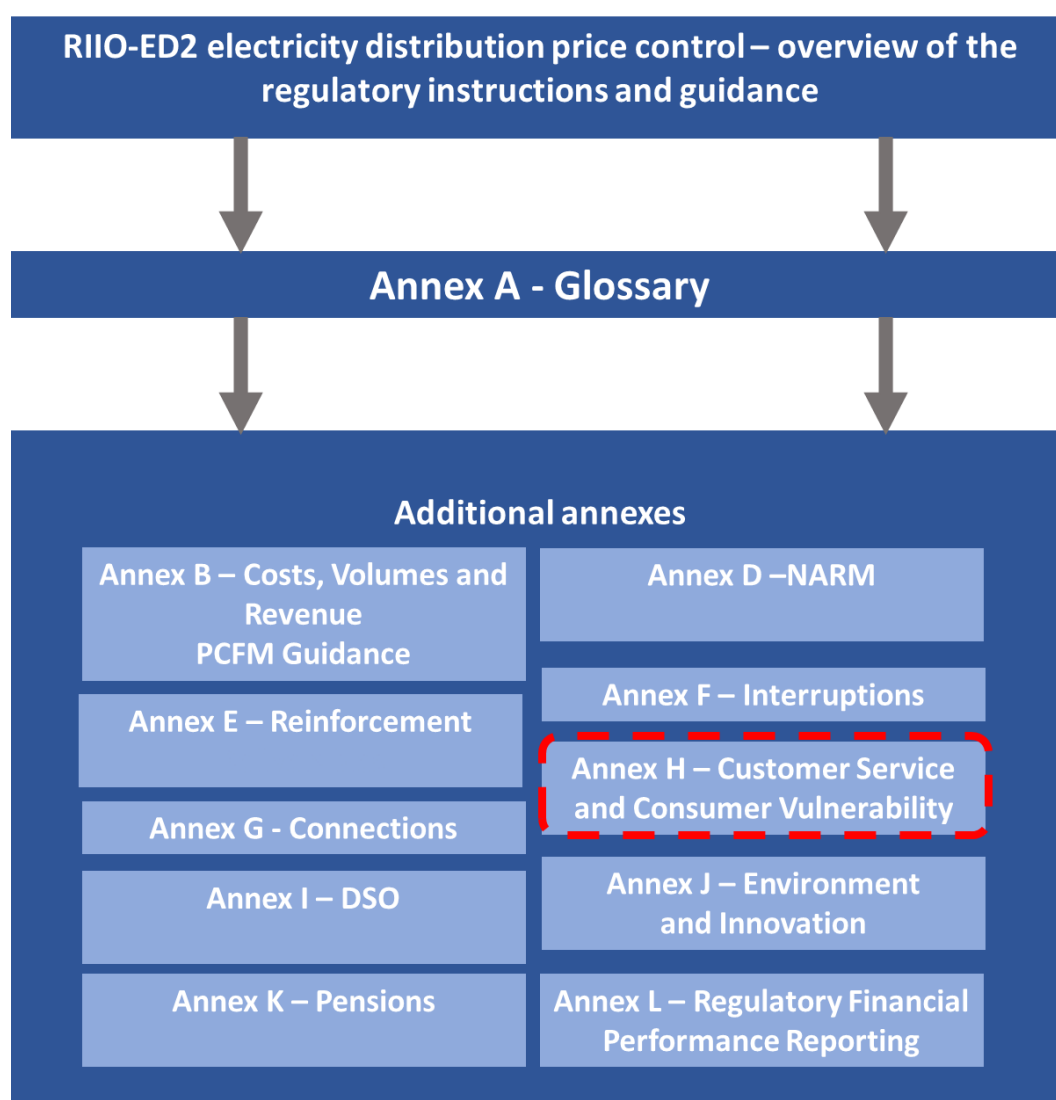 RIIO-ED2 electricity distribution price control – overview of the
regulatory instructions and guidance
Annex A - Glossary
Additional annexes
Annex B – Costs, Volumes and
Revenue
PCFM Guidance
Annex D –NARM
Annex E – Reinforcement
Annex F – Interruptions
Annex G - Connections
Annex H – Customer Service
and Consumer Vulnerability
Annex I – DSO
Annex J – Environment
and Innovation
Annex K – Pensions
Annex L – Regulatory Financial
Performance Reporting